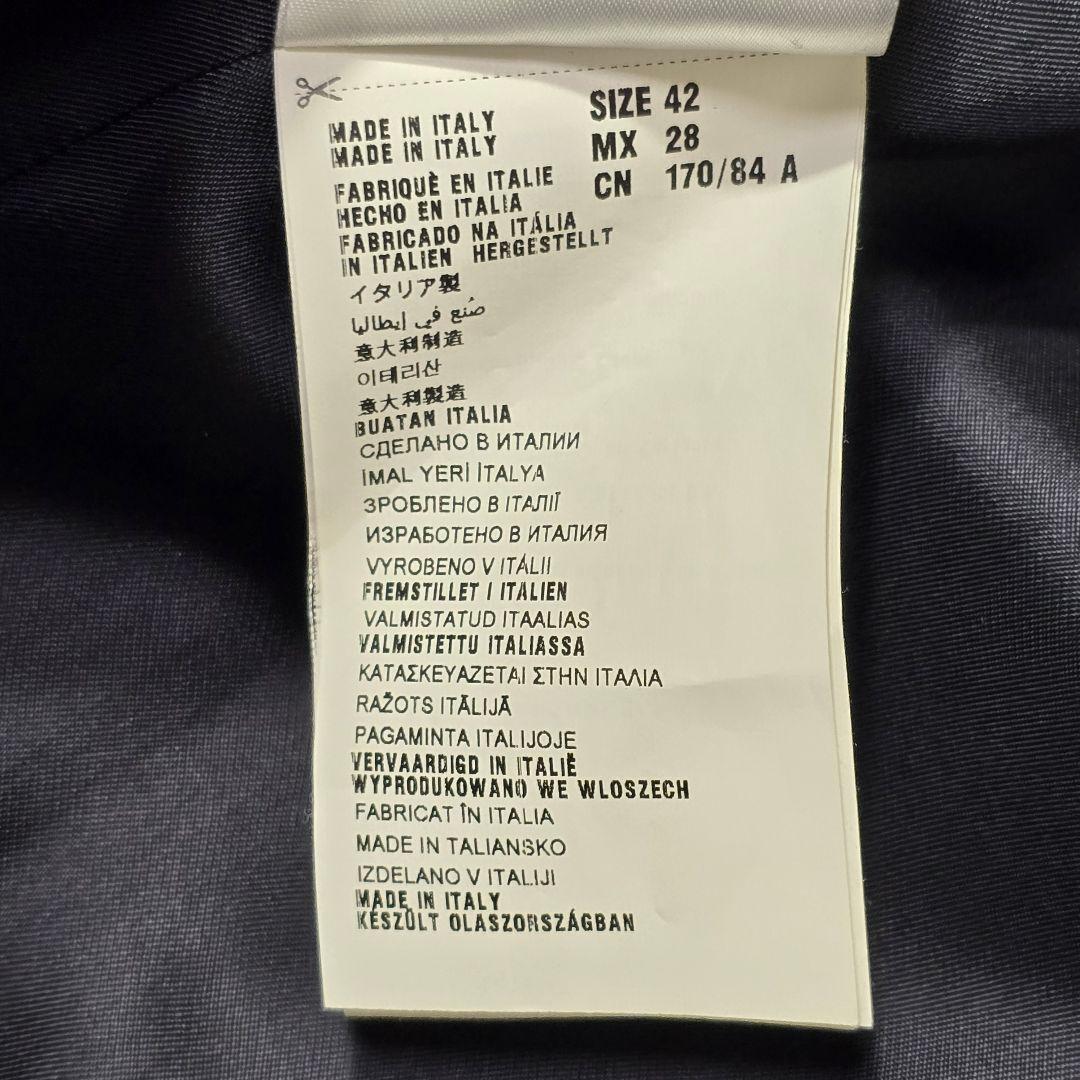 MADE IN ITALY
MADE IN ITALY
SIZE 42
MX 28
CN 170/84 A
FABRIQUÈ EN ITALIE
HECHO EN ITALIA
FABRICADO NA ITÁLIA
IN ITALIEN HERGESTELLT
イタリア製
صُنع في إيطاليا
意大利制造
이태리산
意大利製造
BUATAN ITALIA
СДЕЛАНО В ИТАЛИИ
İMAL YERİ İTALYA
ЗРОБЛЕНО В ІТАЛІЇ
ИЗРАБОТЕНО В ИТАЛИЯ
VYROBENO V ITÁLII
FREMSTILLET I ITALIEN
VALMISTATUD ITAALIAS
VALMISTETTU ITALIASSA
ΚΑΤΑΣΚΕΥΑΖΕΤΑΙ ΣΤΗΝ ΙΤΑΛΙΑ
RAŽOTS ITĀLIJĀ
PAGAMINTA ITALIJOJE
VERVAARDIGD IN ITALIË
WYPRODUKOWANO WE WLOSZECH
FABRICAT ÎN ITALIA
MADE IN TALIANSKO
IZDELANO V ITALIJI
MADE IN ITALY
KÉSZÜLT OLASZORSZÁGBAN